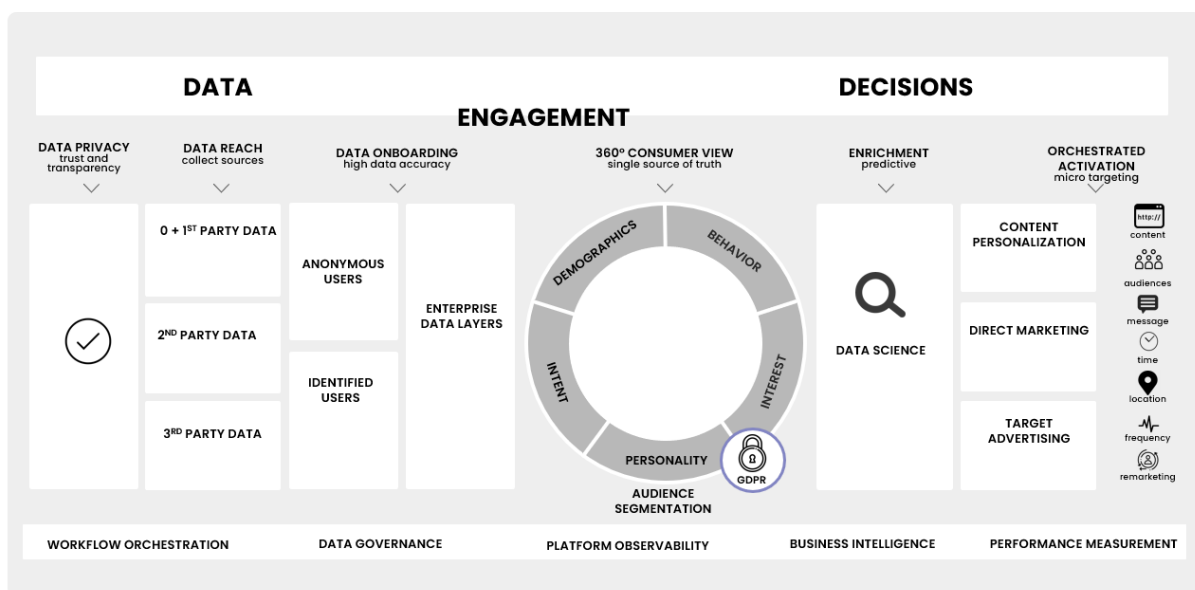 DATA
DECISIONS
ENGAGEMENT
DATA PRIVACY
trust and
transparency
DATA REACH
collect sources
DATA ONBOARDING
high data accuracy
360° CONSUMER VIEW
single source of truth
ENRICHMENT
predictive
ORCHESTRATED
ACTIVATION
micro targeting
0 + 1ST PARTY DATA
2ND PARTY DATA
3RD PARTY DATA
ANONYMOUS
USERS
IDENTIFIED
USERS
ENTERPRISE
DATA LAYERS
DEMOGRAPHICS
BEHAVIOR
INTENT
INTEREST
PERSONALITY
GDPR
AUDIENCE
SEGMENTATION
DATA SCIENCE
CONTENT
PERSONALIZATION
DIRECT MARKETING
TARGET
ADVERTISING
http://
content
audiences
message
time
location
frequency
remarketing
WORKFLOW ORCHESTRATION
DATA GOVERNANCE
PLATFORM OBSERVABILITY
BUSINESS INTELLIGENCE
PERFORMANCE MEASUREMENT